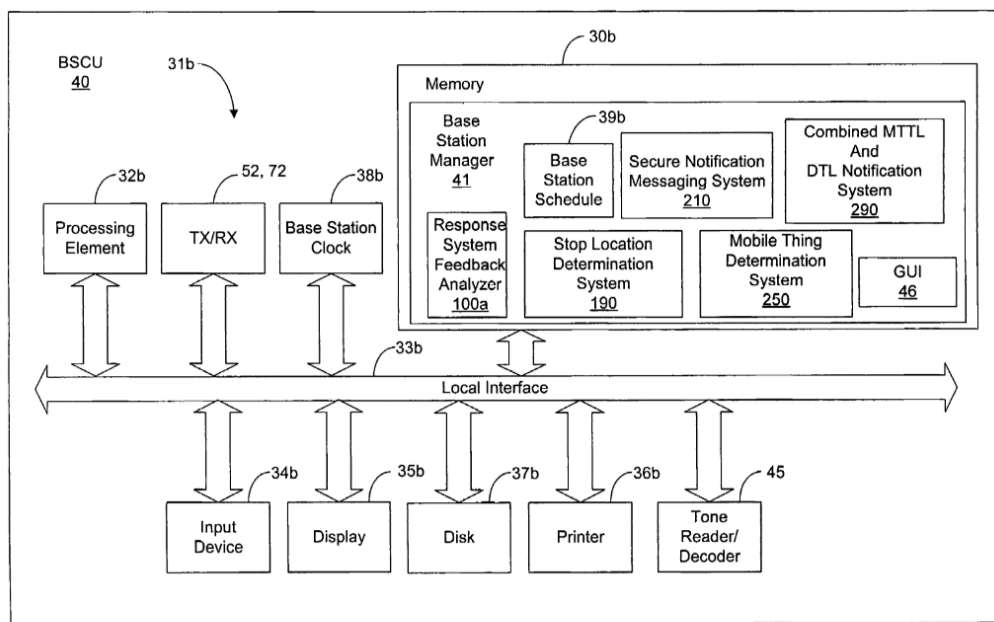 BSCU
40
31b
30b
Memory
Base
Station
Manager
41
39b
Base
Station
Schedule
Secure Notification
Messaging System
210
Combined MTTL
And
DTL Notification
System
290
Response
System
Feedback
Analyzer
100a
Stop Location
Determination
System
190
Mobile Thing
Determination
System
250
GUI
46
32b
Processing
Element
52, 72
TX/RX
38b
Base Station
Clock
33b
Local Interface
34b
Input
Device
35b
Display
37b
Disk
36b
Printer
45
Tone
Reader/
Decoder